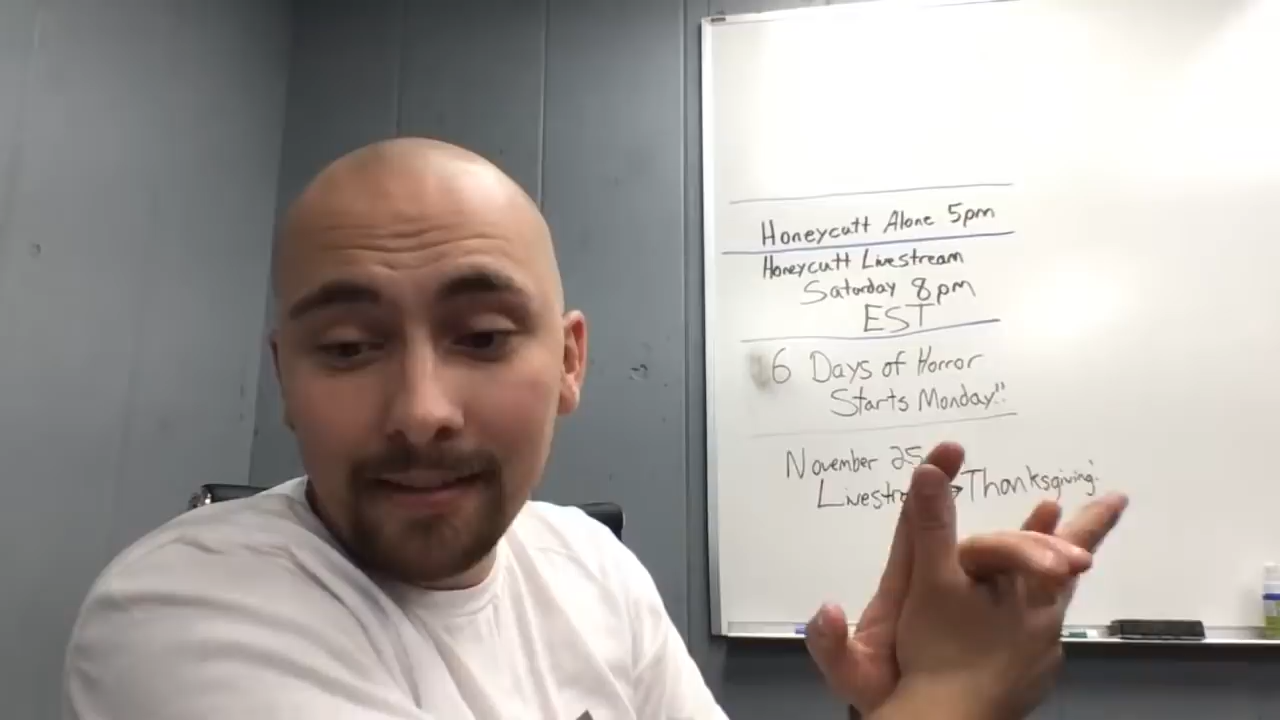 Honeycutt Alone 5pm
Honeycutt Livestream
Saturday 8pm
EST
6 Days of Horror
Starts Monday!!
November 25
Thanksgiving!